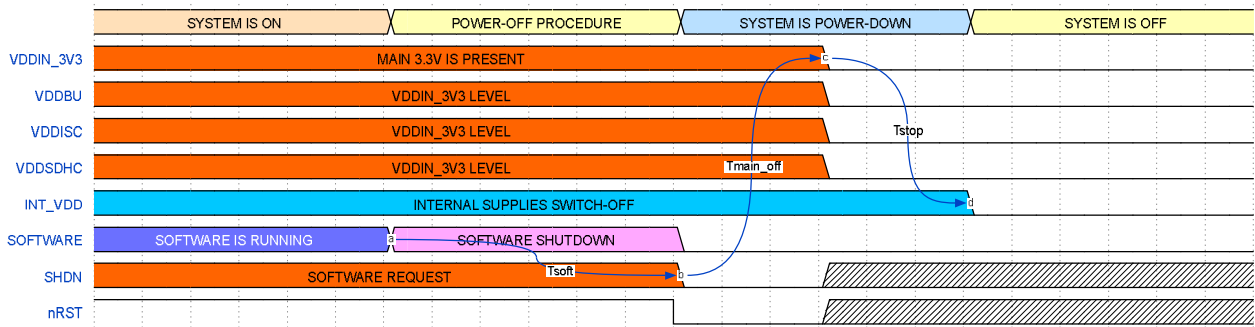 SYSTEM IS ON POWER-OFF PROCEDURE SYSTEM IS POWER-DOWN SYSTEM IS OFF
VDDIN_3V3 MAIN 3.3V IS PRESENT c
VDDBU VDDIN_3V3 LEVEL
VDDISC VDDIN_3V3 LEVEL Tstop
VDDSDHC VDDIN_3V3 LEVEL Tmain_off
INT_VDD INTERNAL SUPPLIES SWITCH-OFF d
SOFTWARE SOFTWARE IS RUNNING a SOFTWARE SHUTDOWN
SHDN SOFTWARE REQUEST Tsoft b
nRST